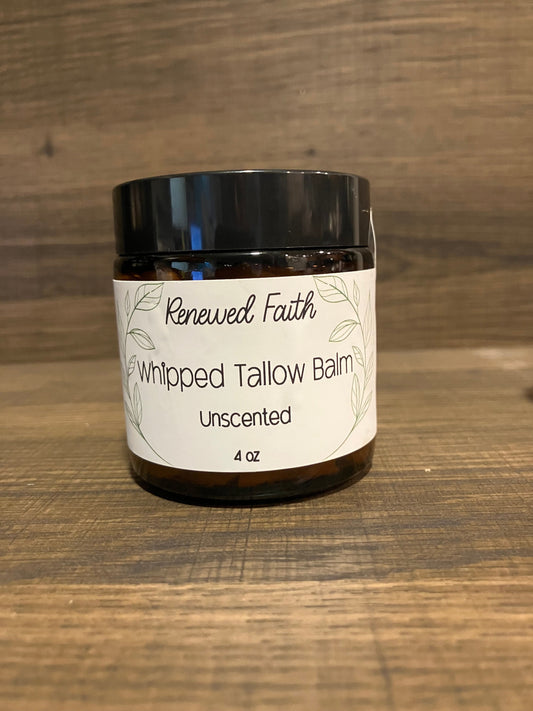 Renewed Faith
Whipped Tallow Balm
Unscented
4 oz